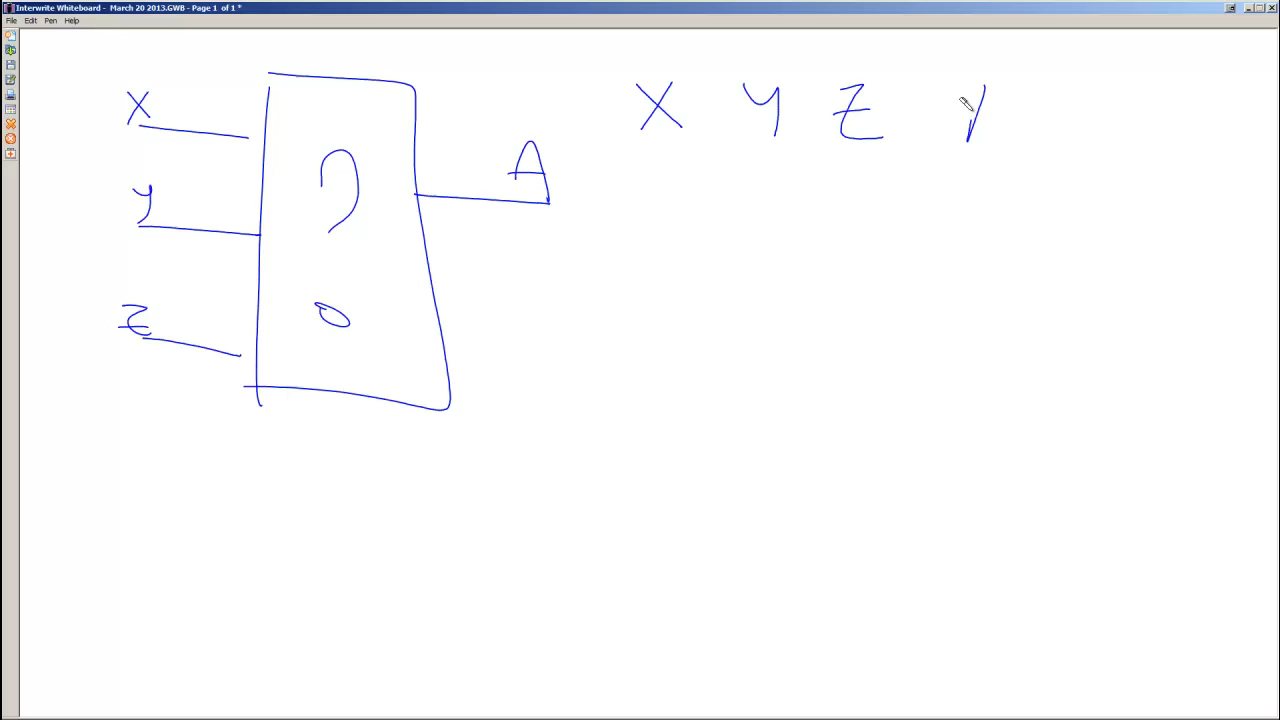 Interwrite Whiteboard - March 20 2013.GWB - Page 1 of 1 *
File Edit Pen Help
X Y Z
X
A
?
Y
Z